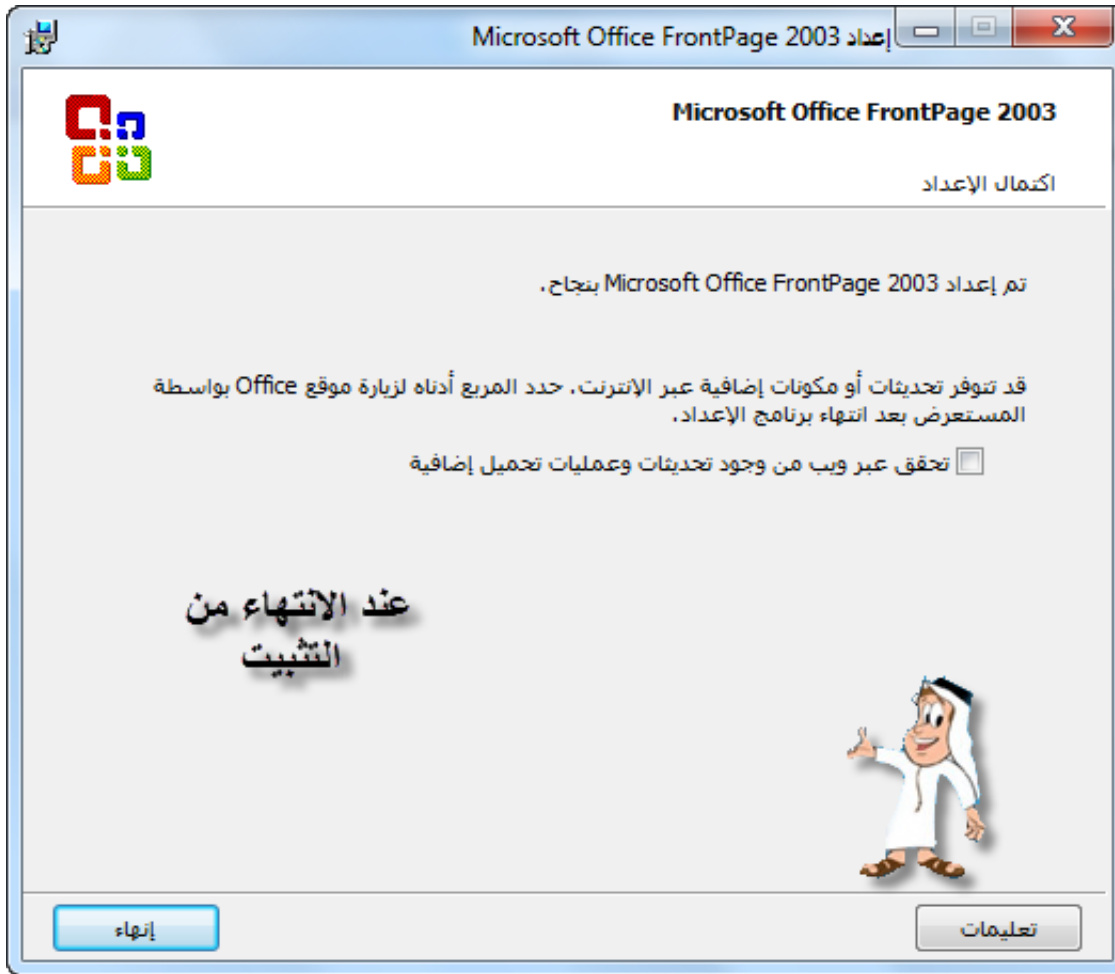 إعداد Microsoft Office FrontPage 2003
Microsoft Office FrontPage 2003
اكتمال الإعداد
تم إعداد Microsoft Office FrontPage 2003 بنجاح.
قد تتوفر تحديثات أو مكونات إضافية عبر الإنترنت. حدد المربع أدناه لزيارة موقع Office بواسطة
المستعرض بعد انتهاء برنامج الإعداد.
تحقق عبر ويب من وجود تحديثات وعمليات تحميل إضافية
عند الانتهاء من
التثبيت
تعليمات
إنهاء